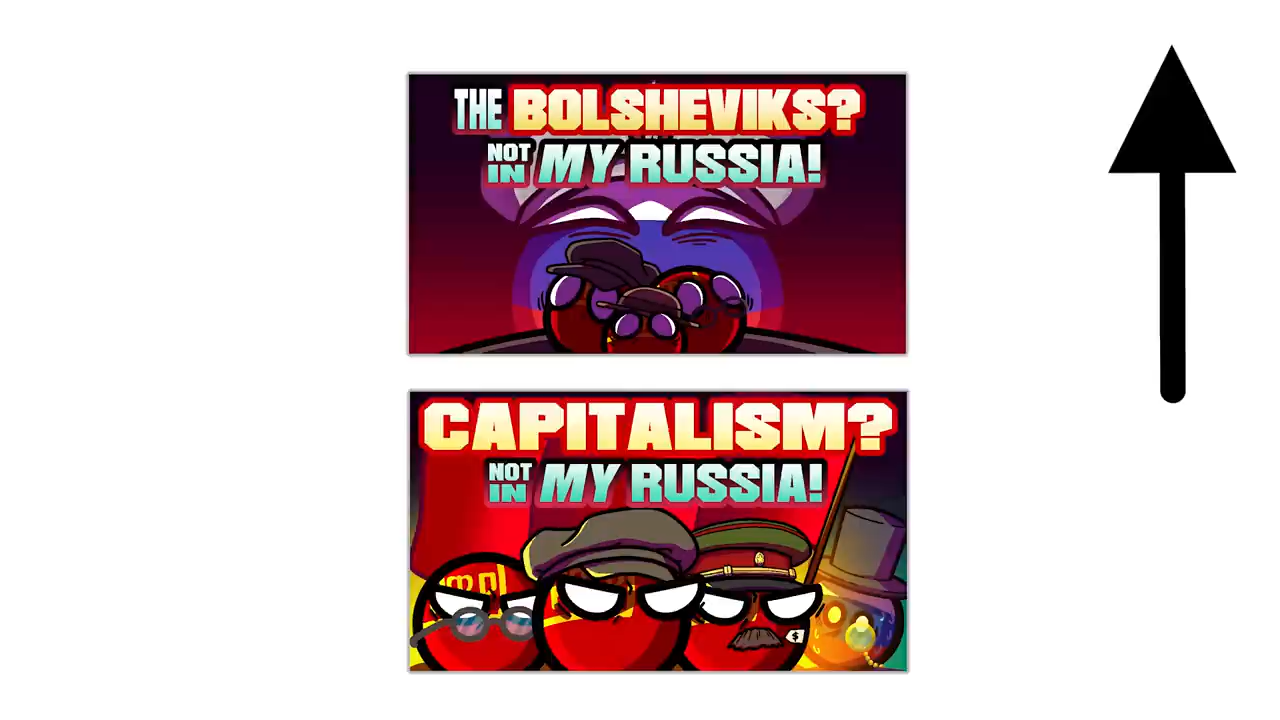 THE BOLSHEVIKS?
NOT IN MY RUSSIA!
CAPITALISM?
NOT IN MY RUSSIA!
$